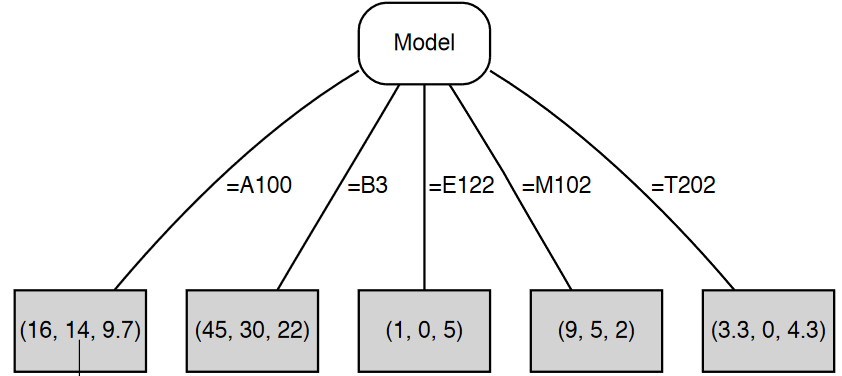 Model
=A100 =B3 =E122 =M102 =T202
(16, 14, 9.7) (45, 30, 22) (1, 0, 5) (9, 5, 2) (3.3, 0, 4.3)